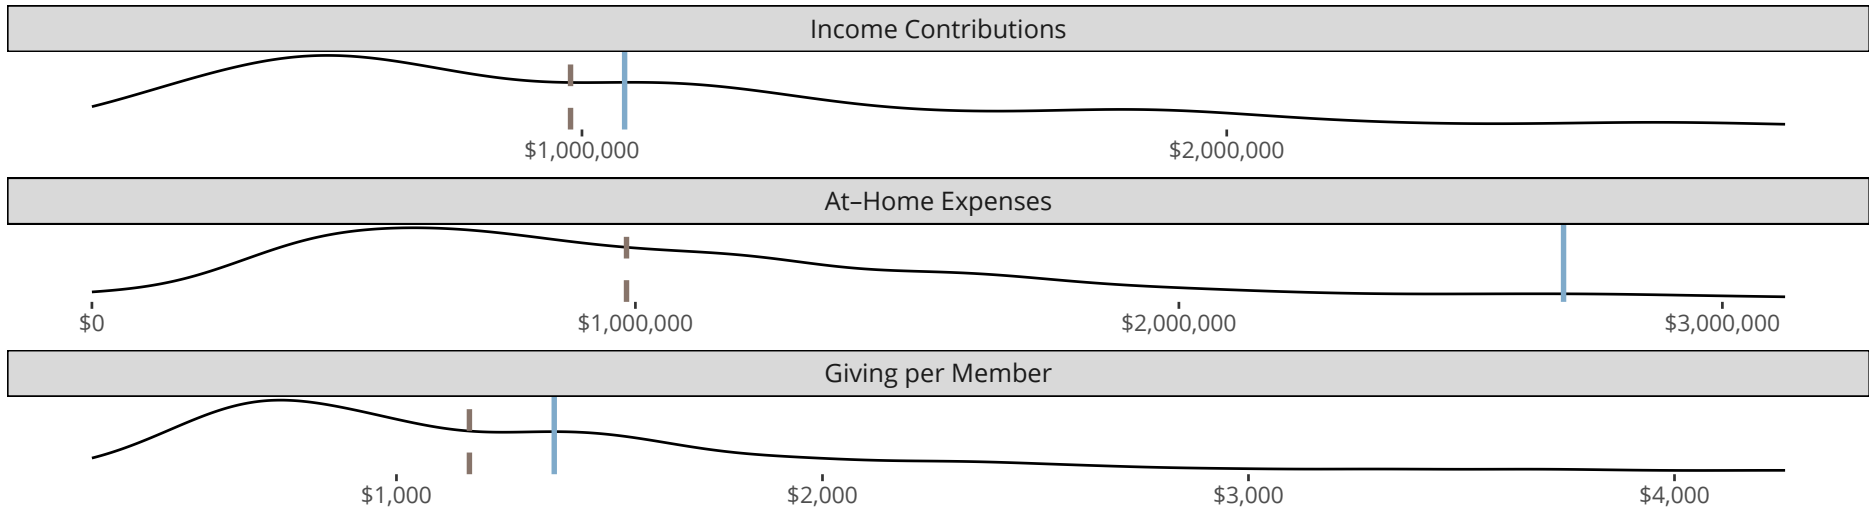 Income Contributions
$1,000,000 $2,000,000
At–Home Expenses
$0 $1,000,000 $2,000,000 $3,000,000
Giving per Member
$1,000 $2,000 $3,000 $4,000